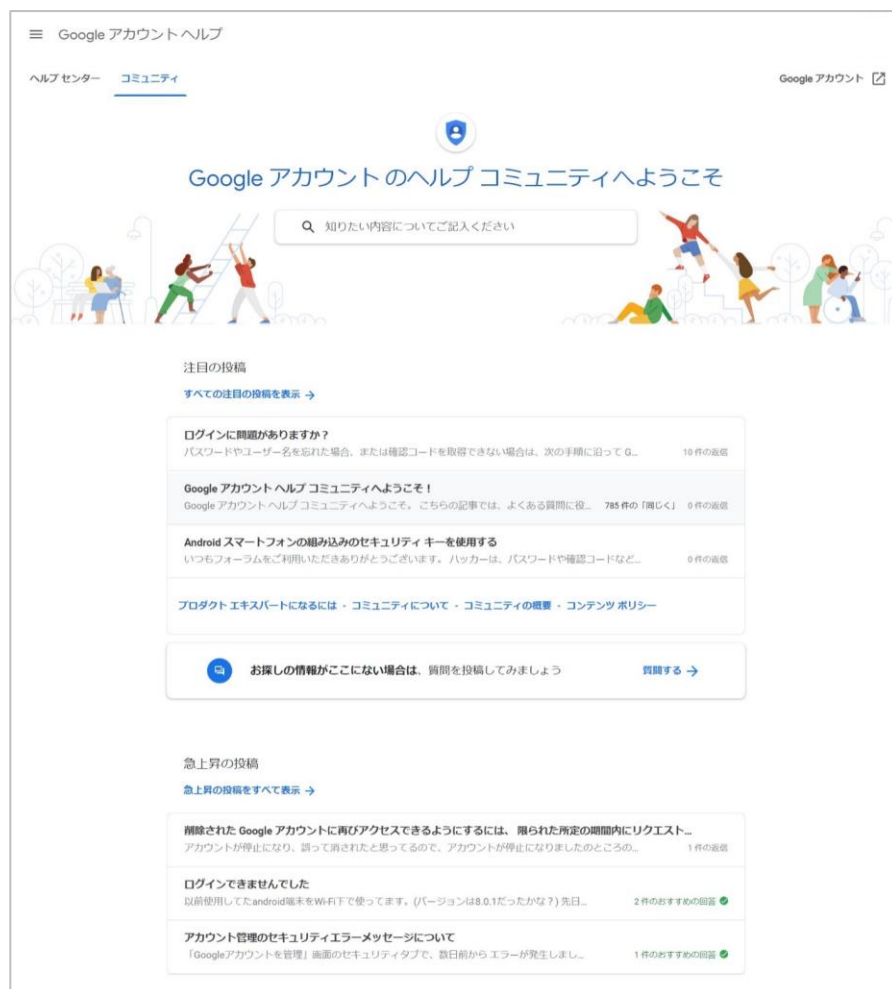 Google アカウント ヘルプ
ヘルプ センター コミュニティ
Google アカウント
Google アカウント のヘルプ コミュニティへようこそ
知りたい内容についてご記入ください
注目の投稿
すべての注目の投稿を表示 →
ログインに問題がありますか？
パスワードやユーザー名を忘れた場合、または確認コードを取得できない場合は、次の手順に沿って G... 10 件の返信
Google アカウント ヘルプ コミュニティへようこそ！
Google アカウント ヘルプ コミュニティへようこそ。 こちらの記事では、よくある質問に役... 785 件の「同じく」 0 件の返信
Android スマートフォンの組み込みのセキュリティ キーを使用する
いつもフォーラムをご利用いただきありがとうございます。 ハッカーは、パスワードや確認コードなど... 0 件の返信
プロダクト エキスパートになるには - コミュニティについて - コミュニティの概要 - コンテンツ ポリシー
お探しの情報がここにない場合は、質問を投稿してみましょう 質問する →
急上昇の投稿
急上昇の投稿をすべて表示 →
削除された Google アカウントに再びアクセスできるようにするには、 限られた所定の期間内にリクエスト...
アカウントが停止になり、誤って消されたと思ってるので、アカウントが停止になりましたのところの... 1 件の返信
ログインできませんでした
以前使用してたandroid端末をWi-Fi下で使ってます。(バージョンは8.0.1だったかな？) 先日... 2 件のおすすめの回答
アカウント管理のセキュリティエラーメッセージについて
「Googleアカウントを管理」画面のセキュリティタブで、数日前から エラーが発生しまし... 1 件のおすすめの回答